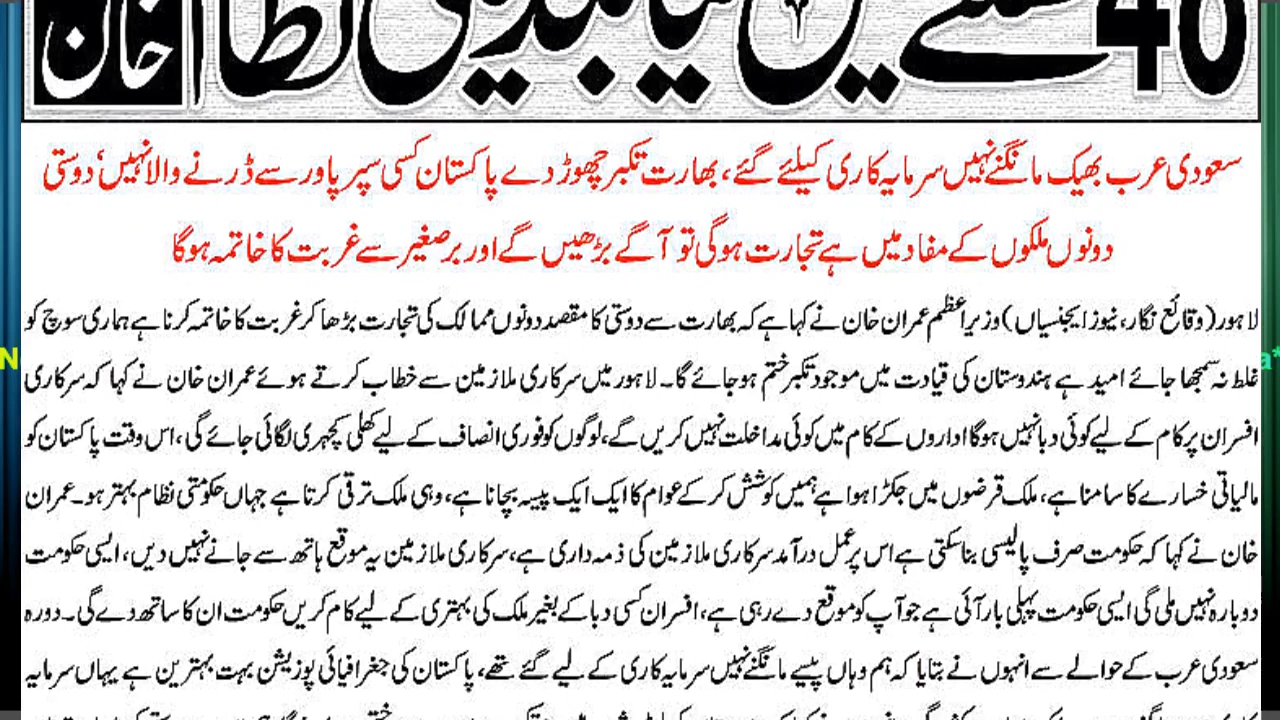 خان
سعودی عرب بھیک مانگنے نہیں سرمایہ کاری کیلئے گئے، بھارت تکبر چھوڑ دے پاکستان کسی سپر پاور سے ڈرنے والا نہیں، دوستی
دونوں ملکوں کے مفاد میں ہے تجارت ہوگی تو آگے بڑھیں گے اور برصغیر سے غربت کا خاتمہ ہوگا
لاہور(وقائع نگار، نیوز ایجنسیاں) وزیراعظم عمران خان نے کہا ہے کہ بھارت سے دوستی کا مقصد دونوں ممالک کی تجارت بڑھا کر غربت کا خاتمہ کرنا ہے ہماری سوچ کو
غلط نہ سمجھا جائے امید ہے ہندوستان کی قیادت میں موجود تکبر ختم ہوجائے گا۔ لاہور میں سرکاری ملازمین سے خطاب کرتے ہوئے عمران خان نے کہا کہ سرکاری
افسران پر کام کے لیے کوئی دبا نہیں ہوگا اداروں کے کام میں کوئی مداخلت نہیں کریں گے، لوگوں کو فوری انصاف کے لیے کھلی کچہری لگائی جائے گی، اس وقت پاکستان کو
مالیاتی خسارے کا سامنا ہے، ملک قرضوں میں جکڑا ہوا ہے ہمیں کوشش کر کے عوام کا ایک ایک پیسہ بچانا ہے، وہی ملک ترقی کرتا ہے جہاں حکومتی نظام بہتر ہو۔ عمران
خان نے کہا کہ حکومت صرف پالیسی بنا سکتی ہے اس پر عمل درآمد سرکاری ملازمین کی ذمہ داری ہے، سرکاری ملازمین یہ موقع ہاتھ سے جانے نہیں دیں، ایسی حکومت
دوبارہ نہیں ملی گی ایسی حکومت پہلی بار آئی ہے جو آپ کو موقع دے رہی ہے، افسران کسی دبا کے بغیر ملک کی بہتری کے لیے کام کریں حکومت ان کا ساتھ دے گی۔ دورہ
سعودی عرب کے حوالے سے انہوں نے بتایا کہ ہم وہاں پیسے مانگنے نہیں سرمایہ کاری کے لیے گئے تھے، پاکستان کی جغرافیائی پوزیشن بہت بہترین ہے یہاں سرمایہ